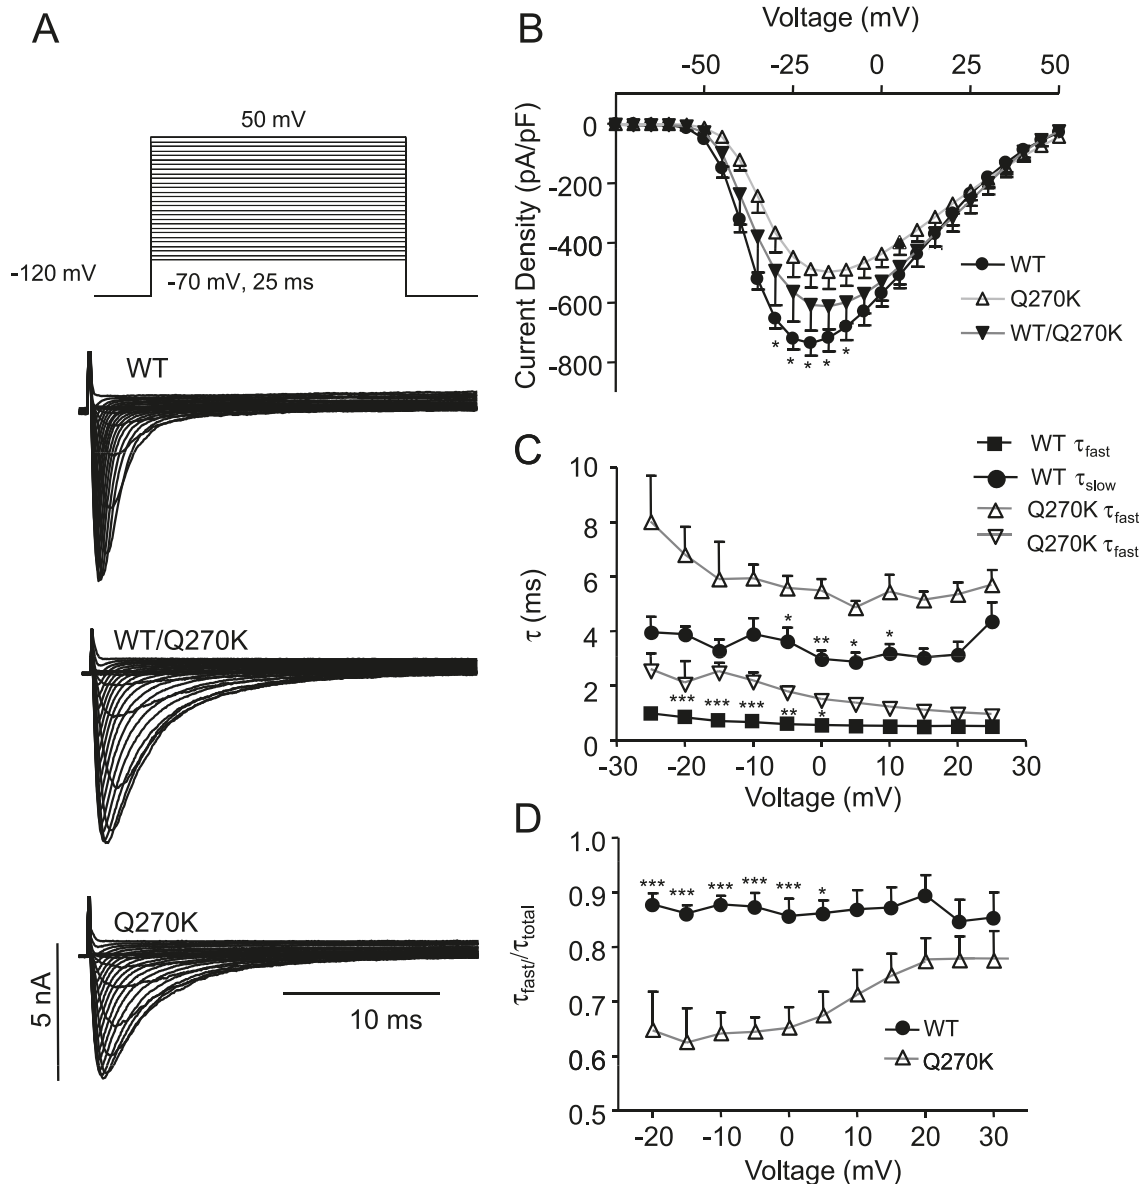 A
50 mV
-120 mV
-70 mV, 25 ms
WT
WT/Q270K
Q270K
5 nA
10 ms
B
Voltage (mV)
-50 -25 0 25 50
0
-200
-400
-600
-800
Current Density (pA/pF)
WT
Q270K
WT/Q270K
* * * * *
C
WT τfast
WT τslow
Q270K τfast
Q270K τfast
10
8
6
4
2
0
τ (ms)
* ** * *
*** *** *** ** *
-30 -20 -10 0 10 20 30
Voltage (mV)
D
1.0
0.9
0.8
0.7
0.6
0.5
τfast/τtotal
*** *** *** *** *** *
WT
Q270K
-20 -10 0 10 20 30
Voltage (mV)